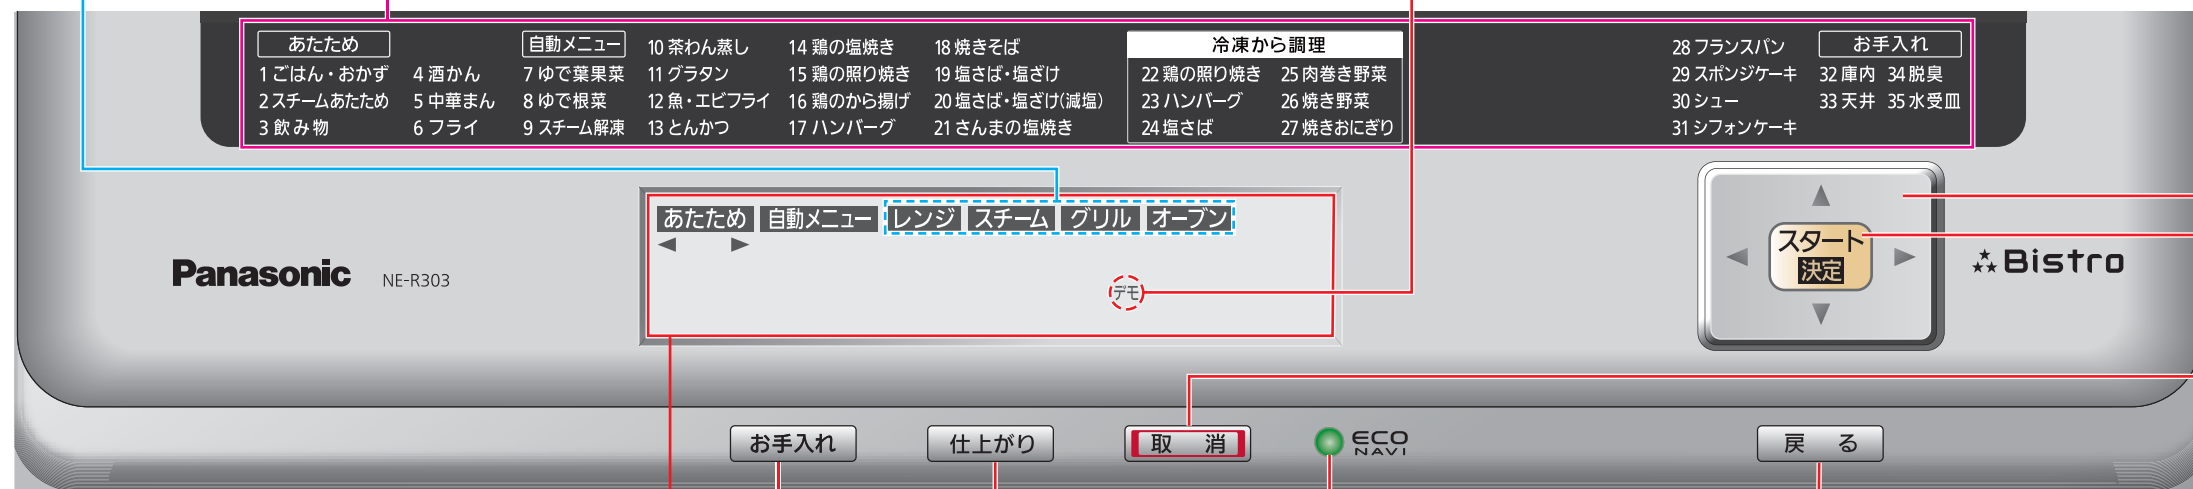 あたため
1 ごはん・おかず
2 スチームあたため
3 飲み物
4 酒かん
5 中華まん
6 フライ
自動メニュー
7 ゆで葉果菜
8 ゆで根菜
9 スチーム解凍
10 茶わん蒸し
11 グラタン
12 魚・エビフライ
13 とんかつ
14 鶏の塩焼き
15 鶏の照り焼き
16 鶏のから揚げ
17 ハンバーグ
18 焼きそば
19 塩さば・塩ざけ
20 塩さば・塩ざけ(減塩)
21 さんまの塩焼き
冷凍から調理
22 鶏の照り焼き
23 ハンバーグ
24 塩さば
25 肉巻き野菜
26 焼き野菜
27 焼きおにぎり
28 フランスパン
29 スポンジケーキ
30 シュー
31 シフォンケーキ
お手入れ
32 庫内 34 脱臭
33 天井 35 水受皿
あたため 自動メニュー レンジ スチーム グリル オーブン
デモ
Panasonic NE-R303
スタート
決定
Bistro
お手入れ 仕上がり 取消 ECO NAVI 戻る